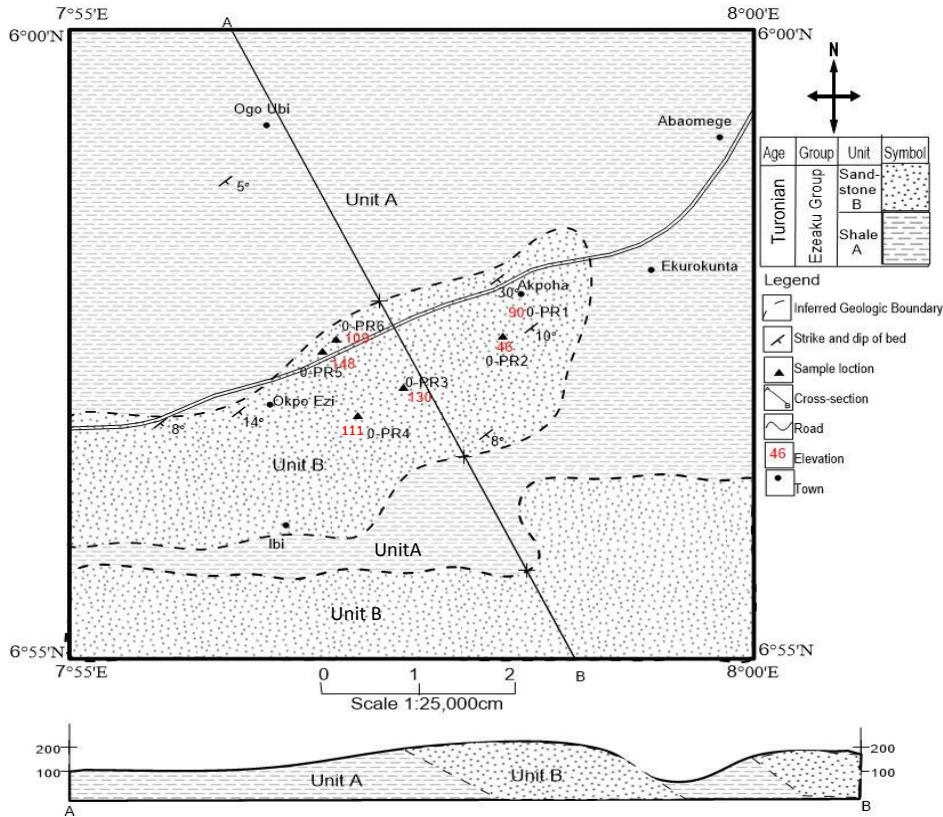 7°55'E
A
8°00'E
6°00'N
6°00'N
N
Ogo Ubi
Abaomege
5°
Unit A
Ekurokunta
30°
Akpoha
90
0-PR1
10°
46
0-PR2
0-PR6
109
0-PR5
148
0-PR3
130
Okpo Ezi
8°
14°
111
0-PR4
8°
Unit B
Ibi
UnitA
Unit B
6°55'N
6°55'N
7°55'E
8°00'E
B
0 1 2
Scale 1:25,000cm
Age Group Unit Symbol
Turonian
Ezeaku Group
Sand-
stone
B
Shale
A
Legend
Inferred Geologic Boundary
Strike and dip of bed
Sample loction
A B
Cross-section
Road
46
Elevation
Town
200
100
Unit A
Unit B
200
100
A
B